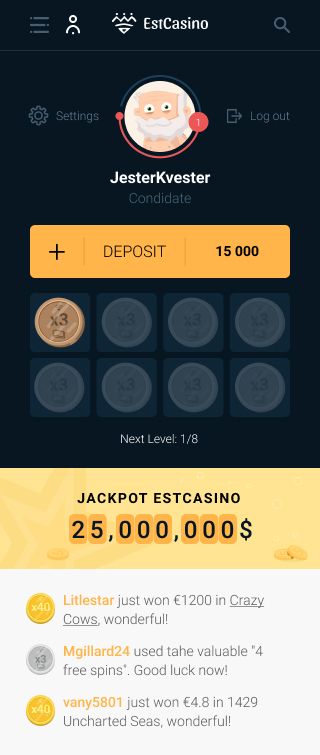 EstCasino
Settings
1
Log out
JesterKvester
Condidate
+ DEPOSIT 15 000
x3 x3 x3 x3
x3 x3 x3 x3
Next Level: 1/8
JACKPOT ESTCASINO
25,000,000$
x40
Litlestar just won €1200 in Crazy
Cows, wonderful!
x3
Mgillard24 used tahe valuable "4
free spins". Good luck now!
x40
vany5801 just won €4.8 in 1429
Uncharted Seas, wonderful!